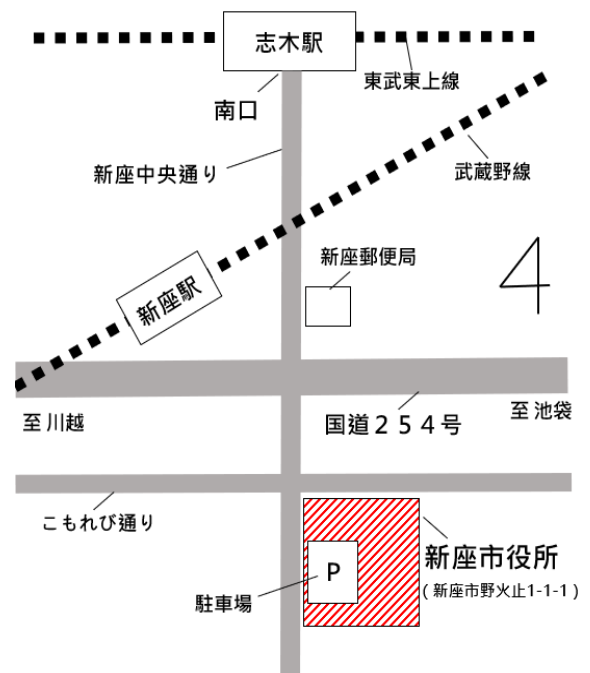 志木駅
東武東上線
南口
新座中央通り
武蔵野線
新座郵便局
新座駅
至川越
国道２５４号
至 池袋
こもれび通り
新座市役所
(新座市野火止1-1-1)
P
駐車場